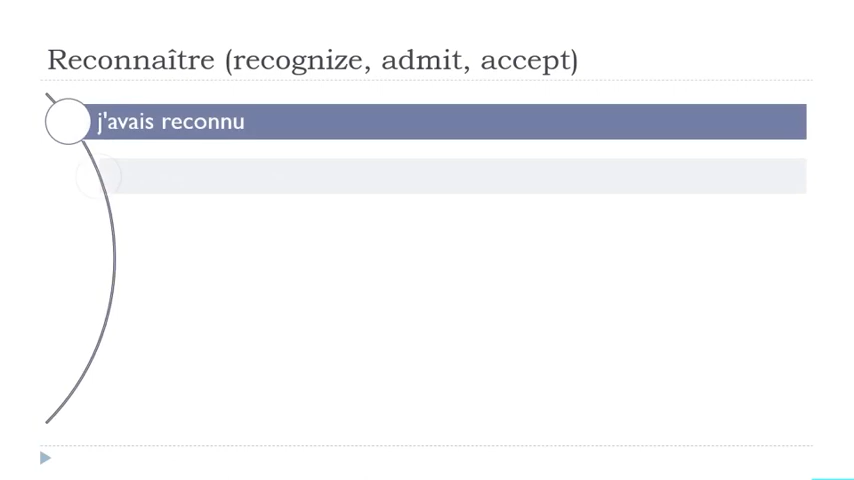 Reconnaître (recognize, admit, accept)
j'avais reconnu